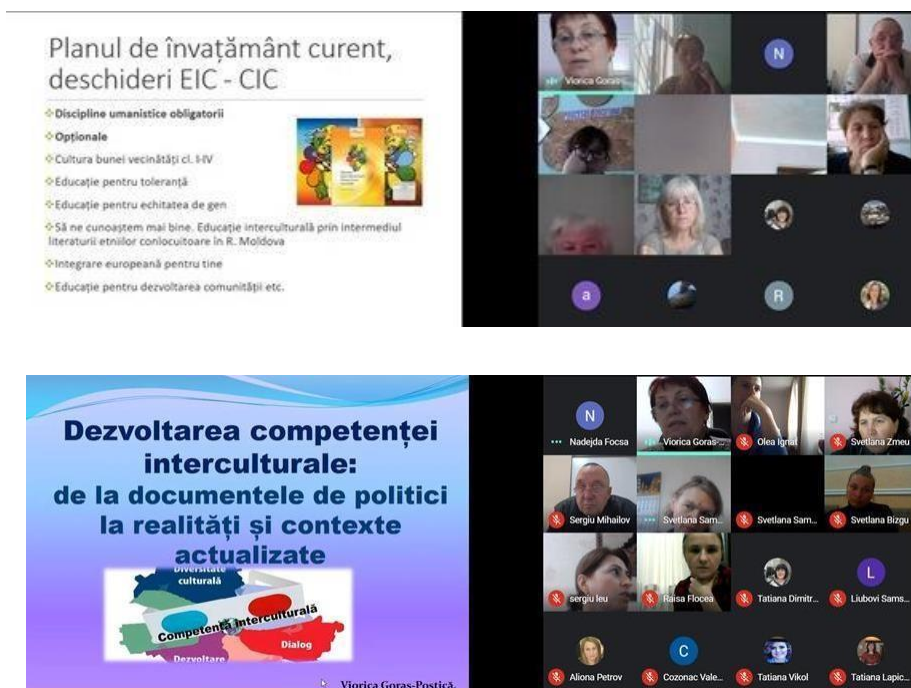 Planul de învațământ curent,
deschideri EIC - CIC
Discipline umanistice obligatorii
Opționale
Cultura bunei vecinătăți cl. I-IV
Educație pentru toleranță
Educație pentru echitatea de gen
Să ne cunoaștem mai bine. Educație interculturală prin intermediul
literaturii etniilor conlocuitoare în R. Moldova
Integrare europeană pentru tine
Educație pentru dezvoltarea comunității etc.
Viorica Goras-
N
a
R
Dezvoltarea competenței
interculturale:
de la documentele de politici
la realități și contexte
actualizate
Diversitate
culturală
Competență interculturală
Dialog
Dezvoltare
Viorica Goraș-Postică,
N
Nadejda Focsa
Viorica Goras-...
Olea Ignat
Svetlana Zmeu
Sergiu Mihailov
Svetlana Sam...
Svetlana Sam...
Svetlana Bizgu
sergiu leu
Raisa Flocea
Tatiana Dimitr...
L
Liubovi Sams...
Aliona Petrov
C
Cozonac Vale...
Tatiana Vikol
Tatiana Lapic...